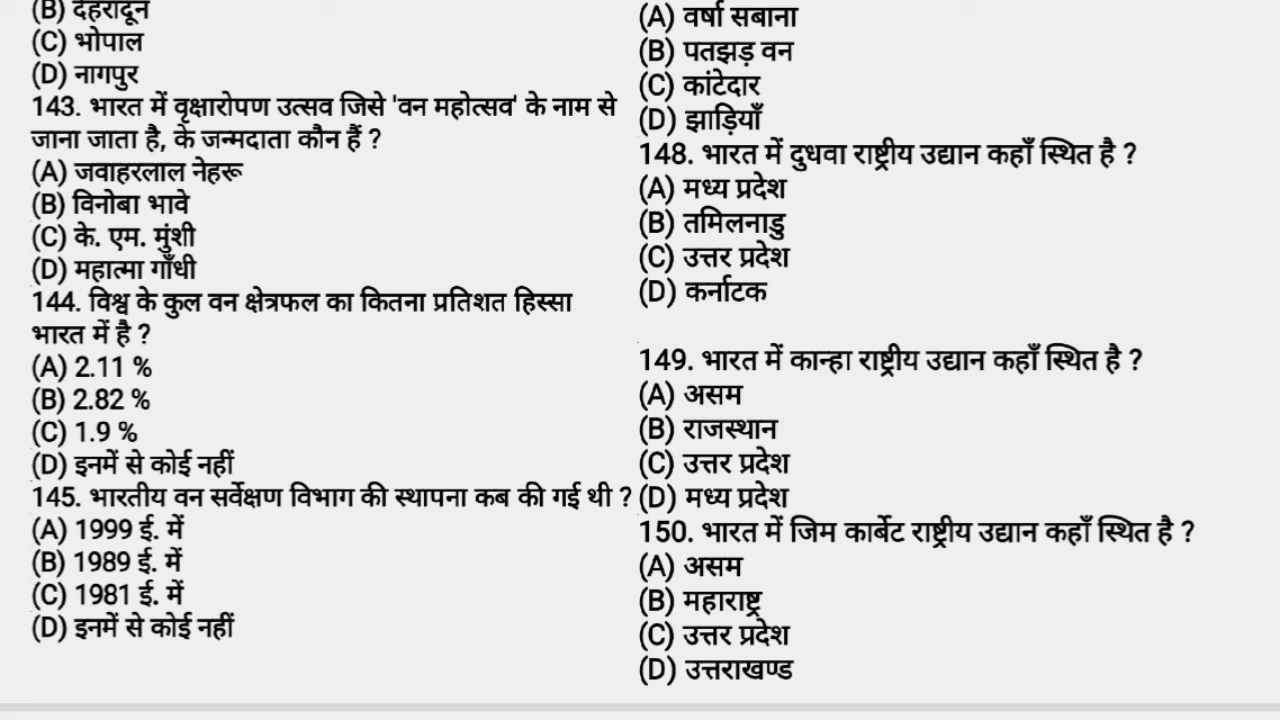 (B) देहरादून
(C) भोपाल
(D) नागपुर
143. भारत में वृक्षारोपण उत्सव जिसे 'वन महोत्सव' के नाम से
जाना जाता है, के जन्मदाता कौन हैं ?
(A) जवाहरलाल नेहरू
(B) विनोबा भावे
(C) के. एम. मुंशी
(D) महात्मा गाँधी
144. विश्व के कुल वन क्षेत्रफल का कितना प्रतिशत हिस्सा
भारत में है ?
(A) 2.11 %
(B) 2.82 %
(C) 1.9 %
(D) इनमें से कोई नहीं
145. भारतीय वन सर्वेक्षण विभाग की स्थापना कब की गई थी ?
(A) 1999 ई. में
(B) 1989 ई. में
(C) 1981 ई. में
(D) इनमें से कोई नहीं
(A) वर्षा सबाना
(B) पतझड़ वन
(C) कांटेदार
(D) झाड़ियाँ
148. भारत में दुधवा राष्ट्रीय उद्यान कहाँ स्थित है ?
(A) मध्य प्रदेश
(B) तमिलनाडु
(C) उत्तर प्रदेश
(D) कर्नाटक
149. भारत में कान्हा राष्ट्रीय उद्यान कहाँ स्थित है ?
(A) असम
(B) राजस्थान
(C) उत्तर प्रदेश
(D) मध्य प्रदेश
150. भारत में जिम कार्बेट राष्ट्रीय उद्यान कहाँ स्थित है ?
(A) असम
(B) महाराष्ट्र
(C) उत्तर प्रदेश
(D) उत्तराखण्ड